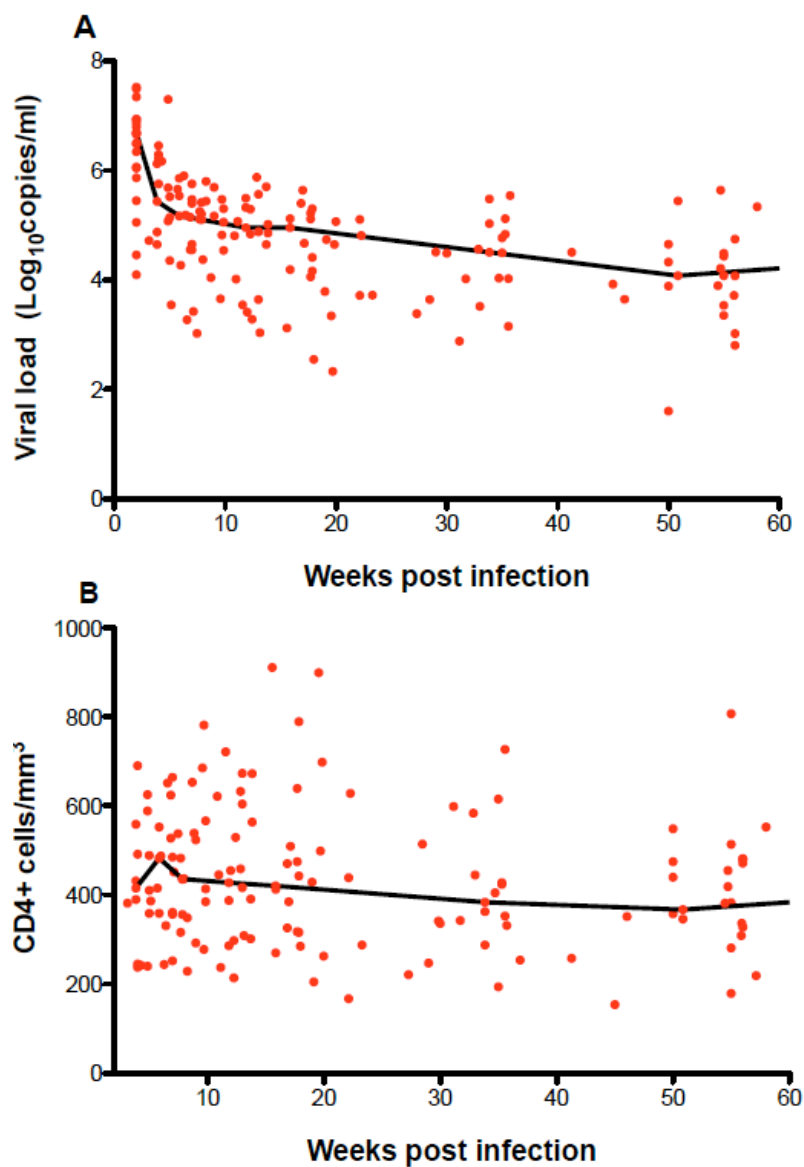 A
Viral load (Log10copies/ml)
8
6
4
2
0
0 10 20 30 40 50 60
Weeks post infection
B
CD4+ cells/mm³
1000
800
600
400
200
0
10 20 30 40 50 60
Weeks post infection